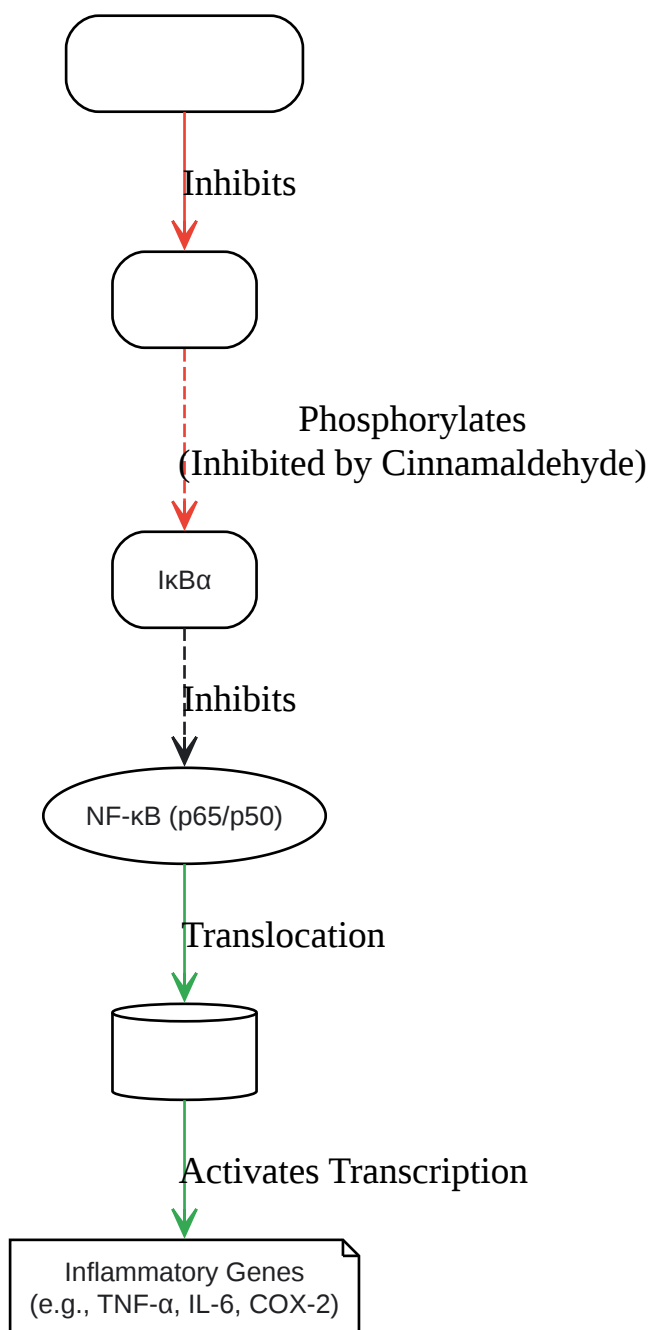 Inhibits
Phosphorylates
(Inhibited by Cinnamaldehyde)
IκBα
Inhibits
NF-κB (p65/p50)
Translocation
Activates Transcription
Inflammatory Genes
(e.g., TNF-α, IL-6, COX-2)